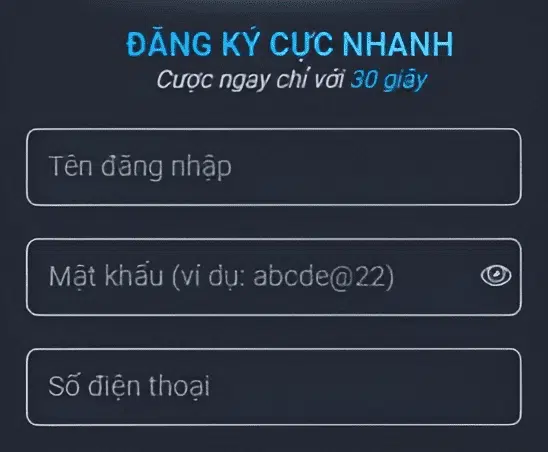 ĐĂNG KÝ CỰC NHANH
Cược ngay chỉ với 30 giây
Tên đăng nhập
Mật khẩu (ví dụ: abcde@22)
Số điện thoại